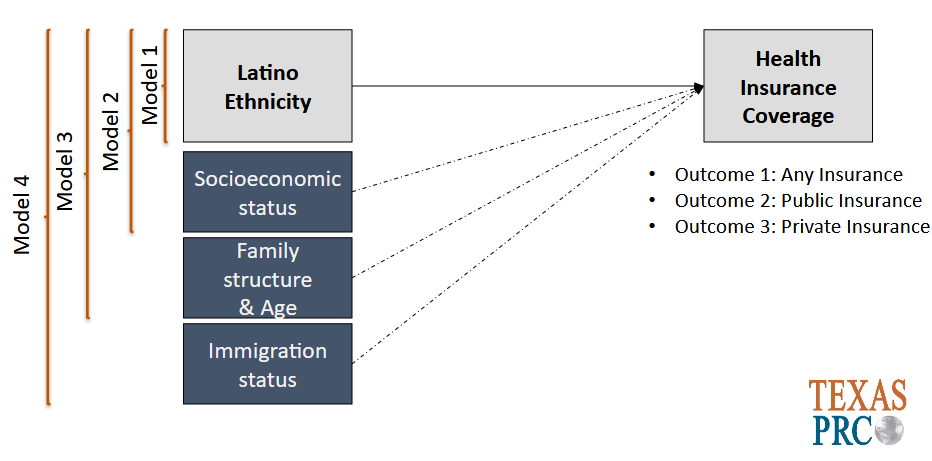 Model 4
Model 3
Model 2
Model 1
Latino
Ethnicity
Socioeconomic
status
Family
structure
& Age
Immigration
status
Health
Insurance
Coverage
• Outcome 1: Any Insurance
• Outcome 2: Public Insurance
• Outcome 3: Private Insurance
TEXAS
PRC